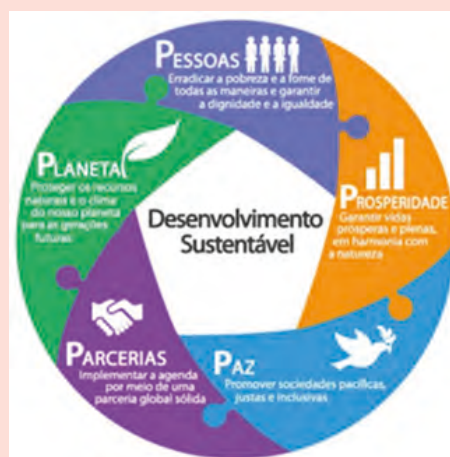 PESSOAS
Erradicar a pobreza e a fome de
todas as maneiras e garantir
a dignidade e a igualdade
PROSPERIDADE
Garantir vidas
prósperas e plenas,
em harmonia com
a natureza
PAZ
Promover sociedades pacíficas,
justas e inclusivas
PARCERIAS
Implementar a agenda
por meio de uma
parceria global sólida
PLANETA
Proteger os recursos
naturais e o clima
do nosso planeta
para as gerações
futuras
Desenvolvimento
Sustentável